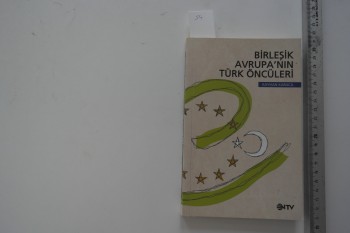 BİRLEŞİK
AVRUPA'NIN
TÜRK ÖNCÜLERİ
NTV